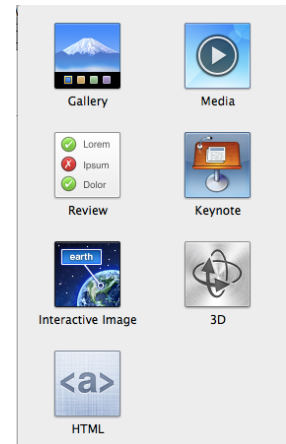 Gallery
Media
Lorem
Ipsum
Dolor
Review
Keynote
earth
Interactive Image
3D
<a>
HTML